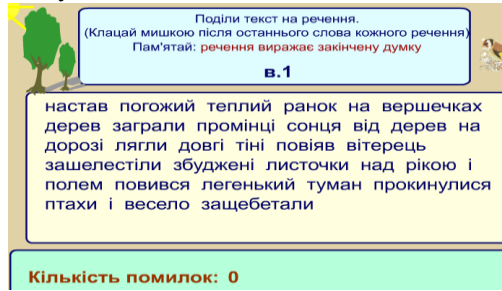 Поділи текст на речення.
(Клацай мишкою після останнього слова кожного речення)
Пам'ятай: речення виражає закінчену думку
в.1
настав погожий теплий ранок на вершечках
дерев заграли промінці сонця від дерев на
дорозі лягли довгі тіні повіяв вітерець
зашелестіли збуджені листочки над рікою і
полем повився легенький туман прокинулися
птахи і весело защебетали
Кількість помилок: 0